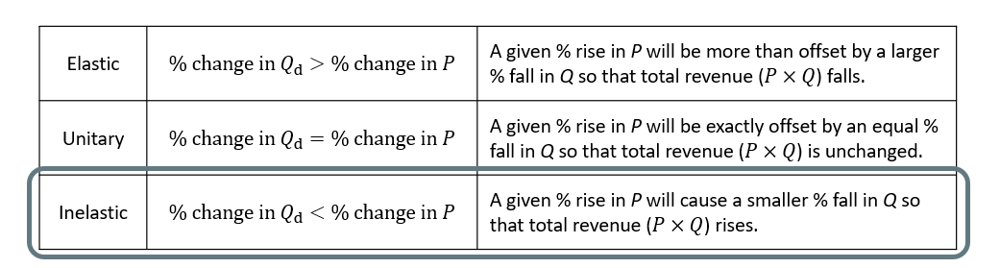 Elastic
% change in Qd > % change in P
A given % rise in P will be more than offset by a larger
% fall in Q so that total revenue (P × Q) falls.
Unitary
% change in Qd = % change in P
A given % rise in P will be exactly offset by an equal %
fall in Q so that total revenue (P × Q) is unchanged.
Inelastic
% change in Qd < % change in P
A given % rise in P will cause a smaller % fall in Q so
that total revenue (P × Q) rises.